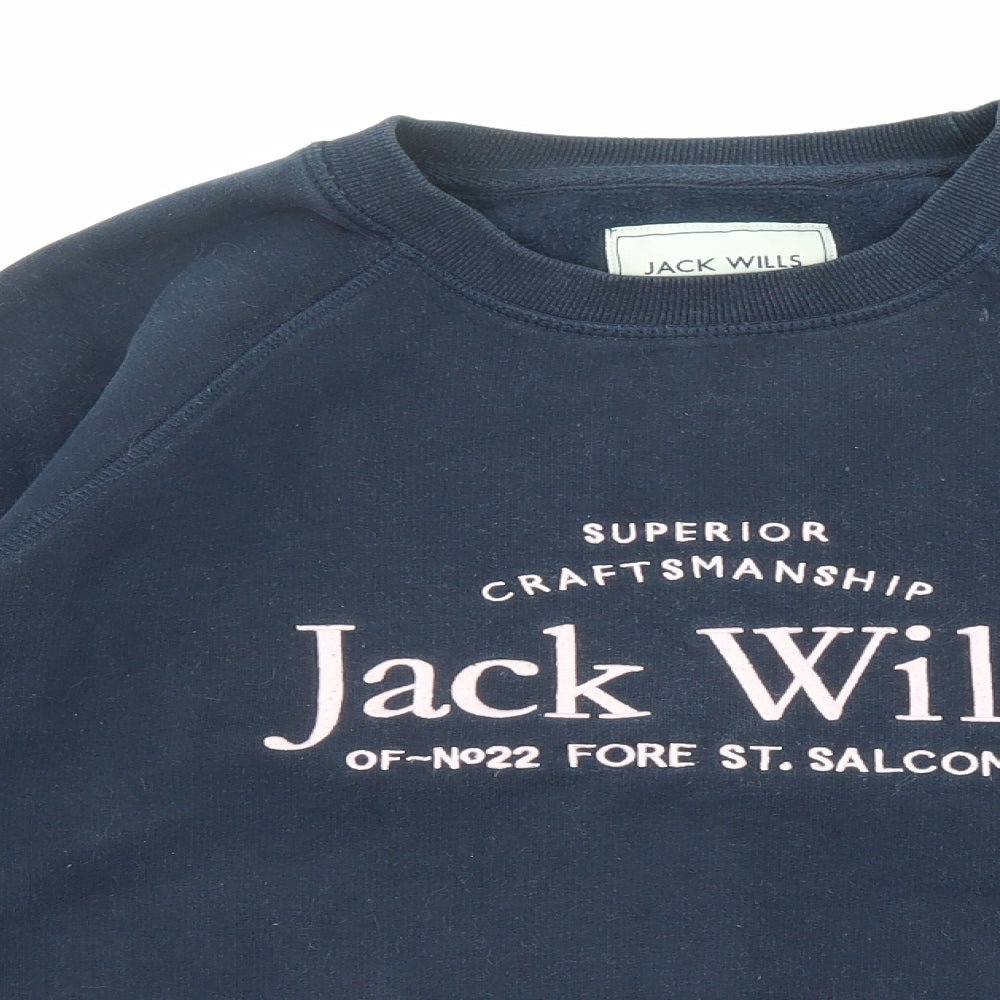 JACK WILLS
SUPERIOR
CRAFTSMANSHIP
Jack Wil
OF~Nº22 FORE ST. SALCOM